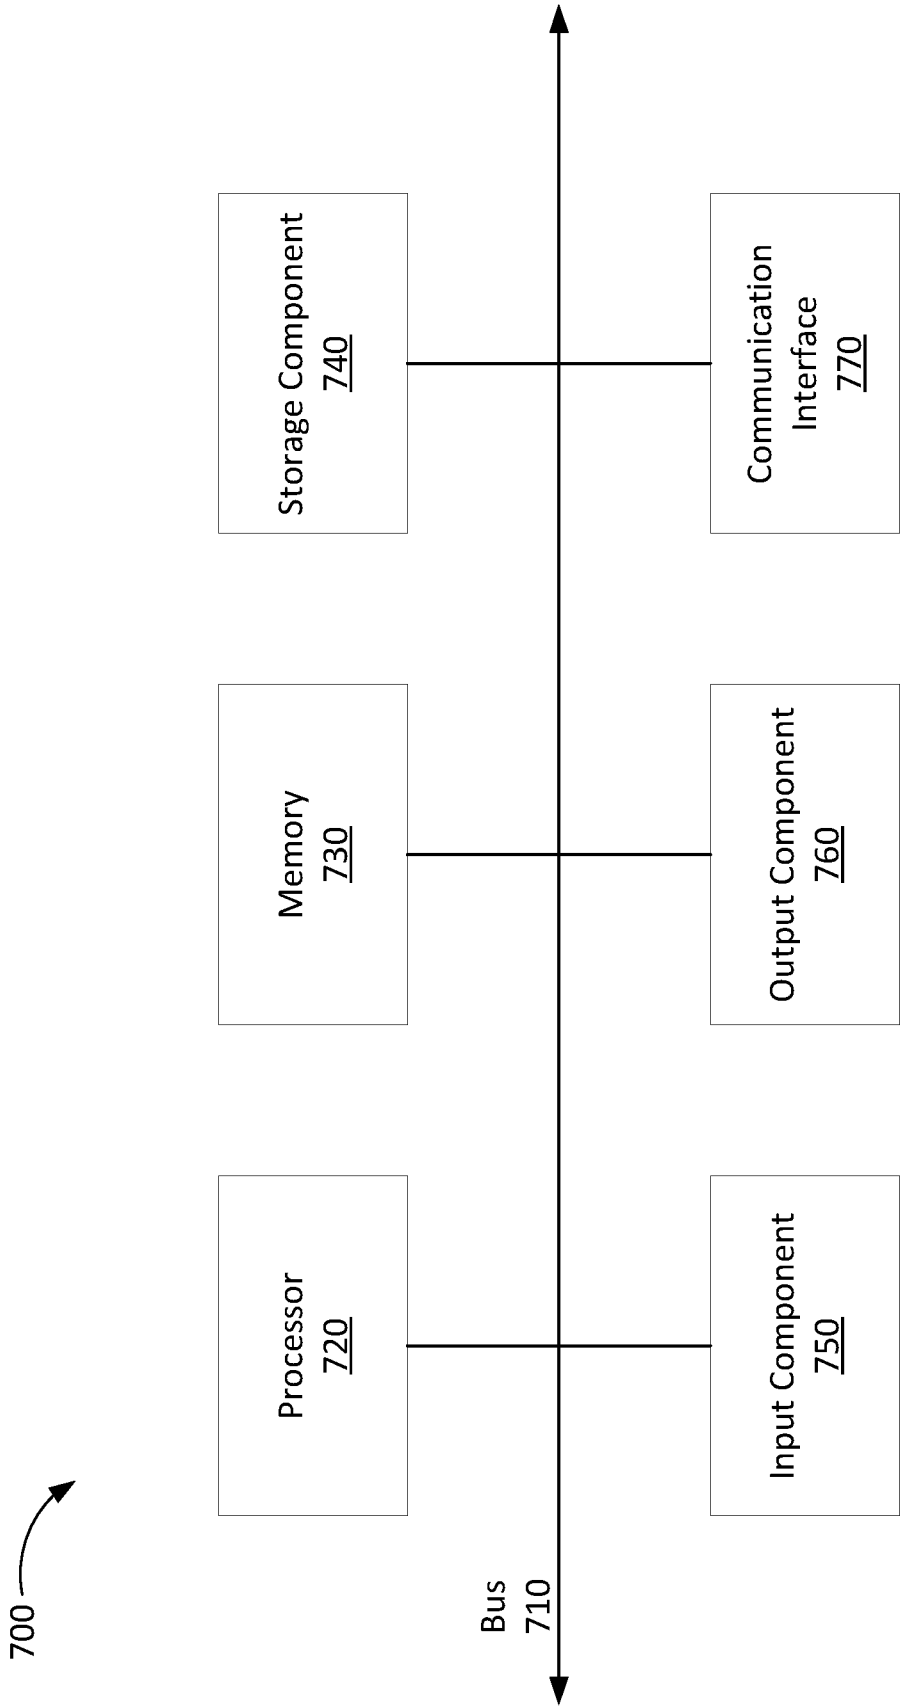 700
Processor
720
Memory
730
Storage Component
740
Bus
710
Input Component
750
Output Component
760
Communication
Interface
770